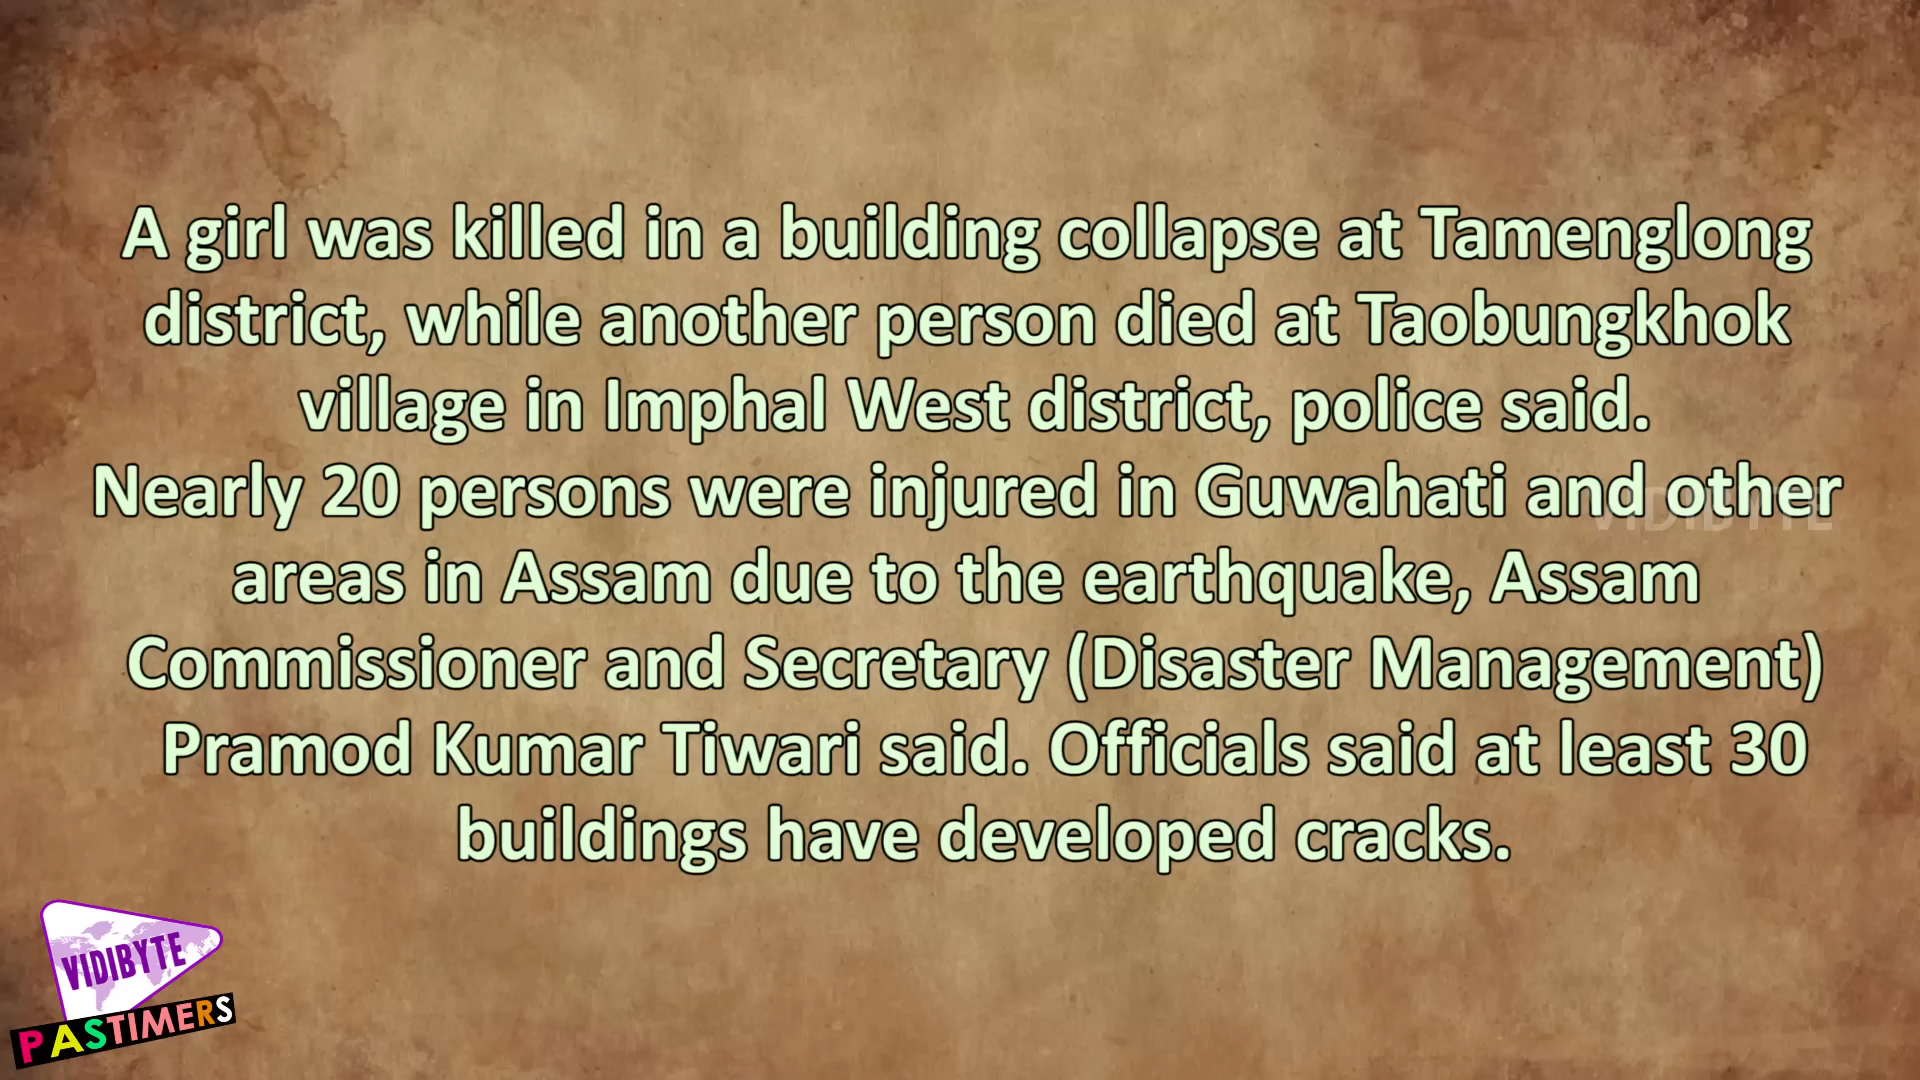 A girl was killed in a building collapse at Tamenglong
district, while another person died at Taobungkhok
village in Imphal West district, police said.
Nearly 20 persons were injured in Guwahati and other
areas in Assam due to the earthquake, Assam
Commissioner and Secretary (Disaster Management)
Pramod Kumar Tiwari said. Officials said at least 30
buildings have developed cracks.
VIDIBYTE
VIDIBYTE
PASTIMERS